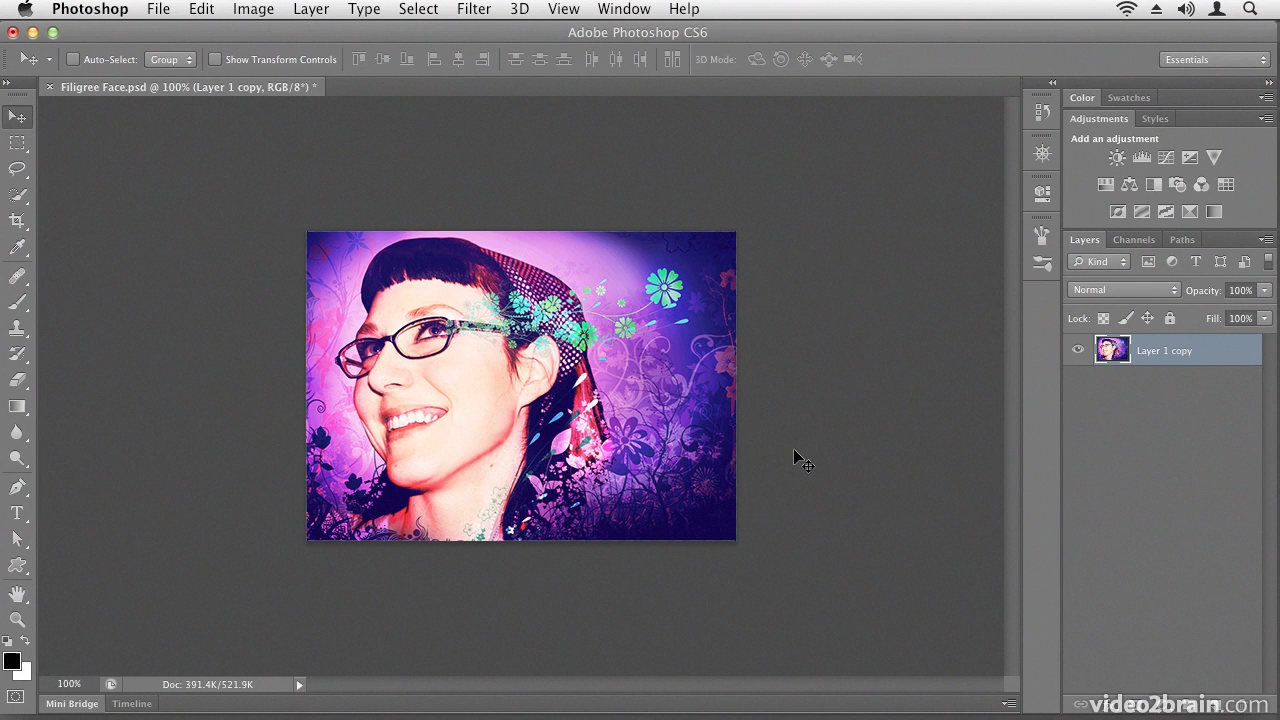 Photoshop File Edit Image Layer Type Select Filter 3D View Window Help
Adobe Photoshop CS6
Auto-Select: Group Show Transform Controls 3D Mode: Essentials
Filigree Face.psd @ 100% (Layer 1 copy, RGB/8*) *
Color Swatches
Adjustments Styles
Add an adjustment
Layers Channels Paths
Kind
Normal Opacity: 100%
Lock: Fill: 100%
Layer 1 copy
100% Doc: 391.4K/521.9K
Mini Bridge Timeline
video2brain.com